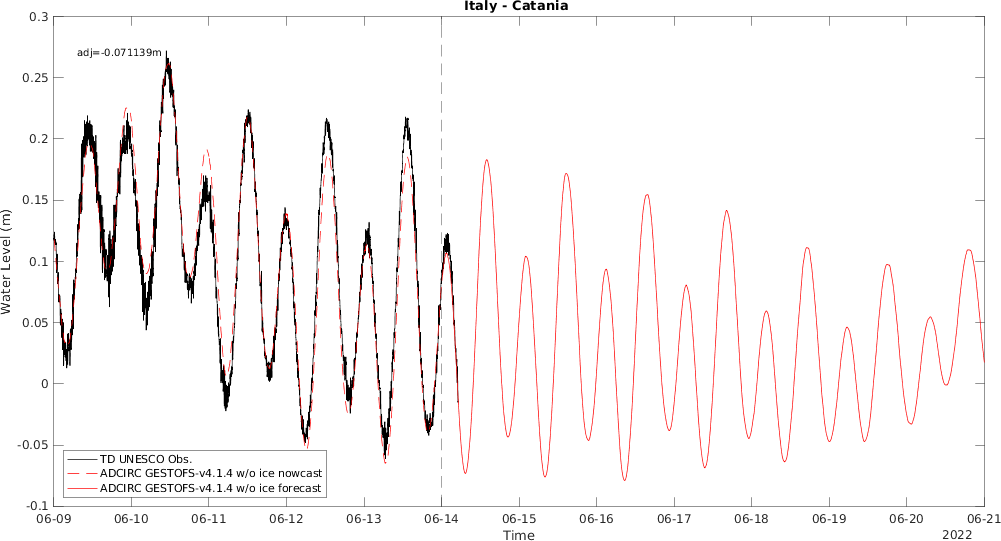 Italy - Catania
adj=-0.071139m
0.3
0.25
0.2
0.15
0.1
0.05
0
-0.05
-0.1
Water Level (m)
TD UNESCO Obs.
ADCIRC GESTOFS-v4.1.4 w/o ice nowcast
ADCIRC GESTOFS-v4.1.4 w/o ice forecast
06-09 06-10 06-11 06-12 06-13 06-14 06-15 06-16 06-17 06-18 06-19 06-20 06-21
Time
2022